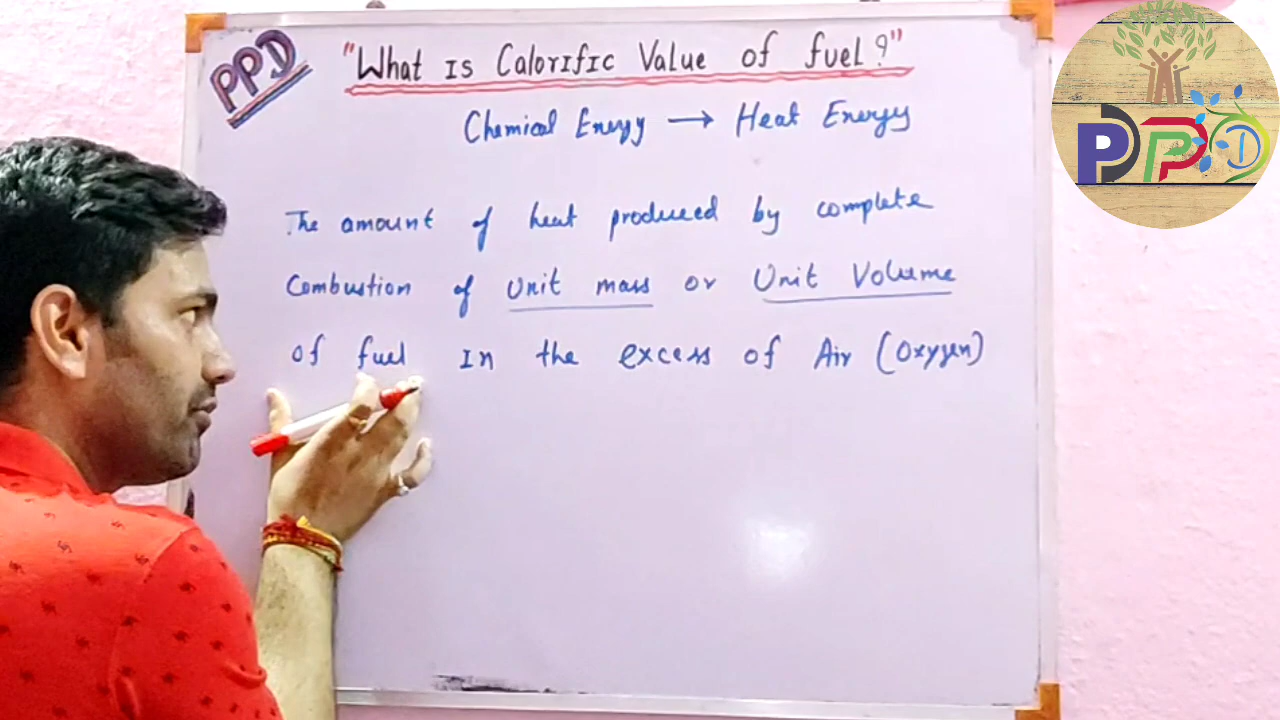 PPD
"What Is Calorific Value of fuel?"
Chemical Energy → Heat Energy
The amount of heat produced by complete
Combustion of Unit mass or Unit Volume
of fuel In the excess of Air (Oxygen)
PPD